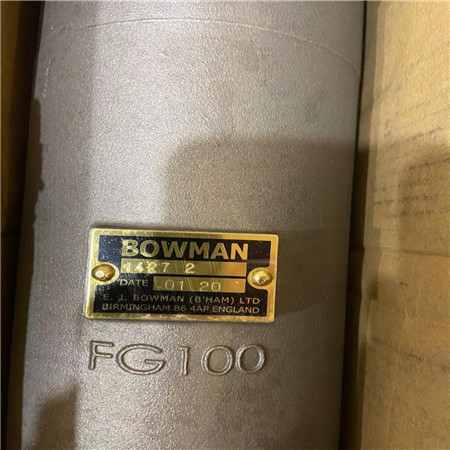 BOWMAN
1427 2
DATE 01 20
E. J. BOWMAN (B'HAM) LTD
BIRMINGHAM B6 4AP ENGLAND
FG100